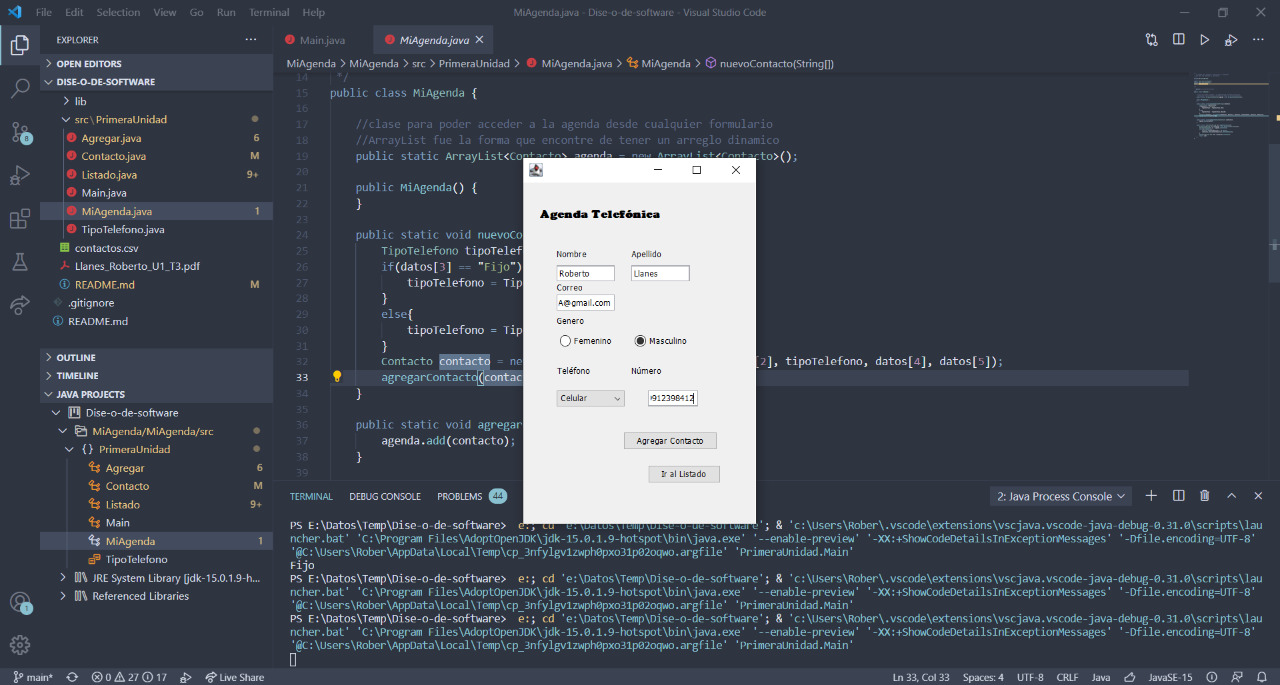 File Edit Selection View Go Run Terminal Help
MiAgenda.java - Dise-o-de-software - Visual Studio Code
EXPLORER
OPEN EDITORS
DISE-O-DE-SOFTWARE
lib
src\PrimeraUnidad
Agregar.java 6
Contacto.java M
Listado.java 9+
Main.java
MiAgenda.java 1
TipoTelefono.java
contactos.csv
Llanes_Roberto_U1_T3.pdf
README.md M
.gitignore
README.md
OUTLINE
TIMELINE
JAVA PROJECTS
Dise-o-de-software
MiAgenda/MiAgenda/src
PrimeraUnidad
Agregar 6
Contacto M
Listado 9+
Main
MiAgenda 1
TipoTelefono
JRE System Library [jdk-15.0.1.9-h...
Referenced Libraries
8
1
Main.java
MiAgenda.java
MiAgenda > MiAgenda > src > PrimeraUnidad > MiAgenda.java > MiAgenda > nuevoContacto(String[])
14 */
15 public class MiAgenda {
16
17 //clase para poder acceder a la agenda desde cualquier formulario
18 //ArrayList fue la forma que encontre de tener un arreglo dinamico
19 public static ArrayList<Contacto> agenda = new ArrayList<Contacto>();
20
21 public MiAgenda() {
22 }
23
24 public static void nuevoCo
25 TipoTelefono tipoTelef
26 if(datos[3] == "Fijo")
27 tipoTelefono = Tip
28 }
29 else{
30 tipoTelefono = Tip
31 }
32 Contacto contacto = ne [2], tipoTelefono, datos[4], datos[5]);
33 agregarContacto(contac
34 }
35
36 public static void agregar
37 agenda.add(contacto);
38 }
39
Agenda Telefónica
Nombre Apellido
Roberto Llanes
Correo
A@gmail.com
Genero
Femenino Masculino
Teléfono Número
Celular 912398412
Agregar Contacto
Ir al Listado
TERMINAL DEBUG CONSOLE PROBLEMS 44
2: Java Process Console
PS E:\Datos\Temp\Dise-o-de-software> e:; cd 'e:\Datos\Temp\Dise-o-de-software'; & 'c:\Users\Rober\.vscode\extensions\vscjava.vscode-java-debug-0.31.0\scripts\lau
ncher.bat' 'C:\Program Files\AdoptOpenJDK\jdk-15.0.1.9-hotspot\bin\java.exe' '--enable-preview' '-XX:+ShowCodeDetailsInExceptionMessages' '-Dfile.encoding=UTF-8'
'@C:\Users\Rober\AppData\Local\Temp\cp_3nfylgv1zwph0pxo31p02oqwo.argfile' 'PrimeraUnidad.Main'
Fijo
PS E:\Datos\Temp\Dise-o-de-software> e:; cd 'e:\Datos\Temp\Dise-o-de-software'; & 'c:\Users\Rober\.vscode\extensions\vscjava.vscode-java-debug-0.31.0\scripts\lau
ncher.bat' 'C:\Program Files\AdoptOpenJDK\jdk-15.0.1.9-hotspot\bin\java.exe' '--enable-preview' '-XX:+ShowCodeDetailsInExceptionMessages' '-Dfile.encoding=UTF-8'
'@C:\Users\Rober\AppData\Local\Temp\cp_3nfylgv1zwph0pxo31p02oqwo.argfile' 'PrimeraUnidad.Main'
PS E:\Datos\Temp\Dise-o-de-software> e:; cd 'e:\Datos\Temp\Dise-o-de-software'; & 'c:\Users\Rober\.vscode\extensions\vscjava.vscode-java-debug-0.31.0\scripts\lau
ncher.bat' 'C:\Program Files\AdoptOpenJDK\jdk-15.0.1.9-hotspot\bin\java.exe' '--enable-preview' '-XX:+ShowCodeDetailsInExceptionMessages' '-Dfile.encoding=UTF-8'
'@C:\Users\Rober\AppData\Local\Temp\cp_3nfylgv1zwph0pxo31p02oqwo.argfile' 'PrimeraUnidad.Main'
main* 0 27 17 Live Share
Ln 33, Col 33 Spaces: 4 UTF-8 CRLF Java JavaSE-15